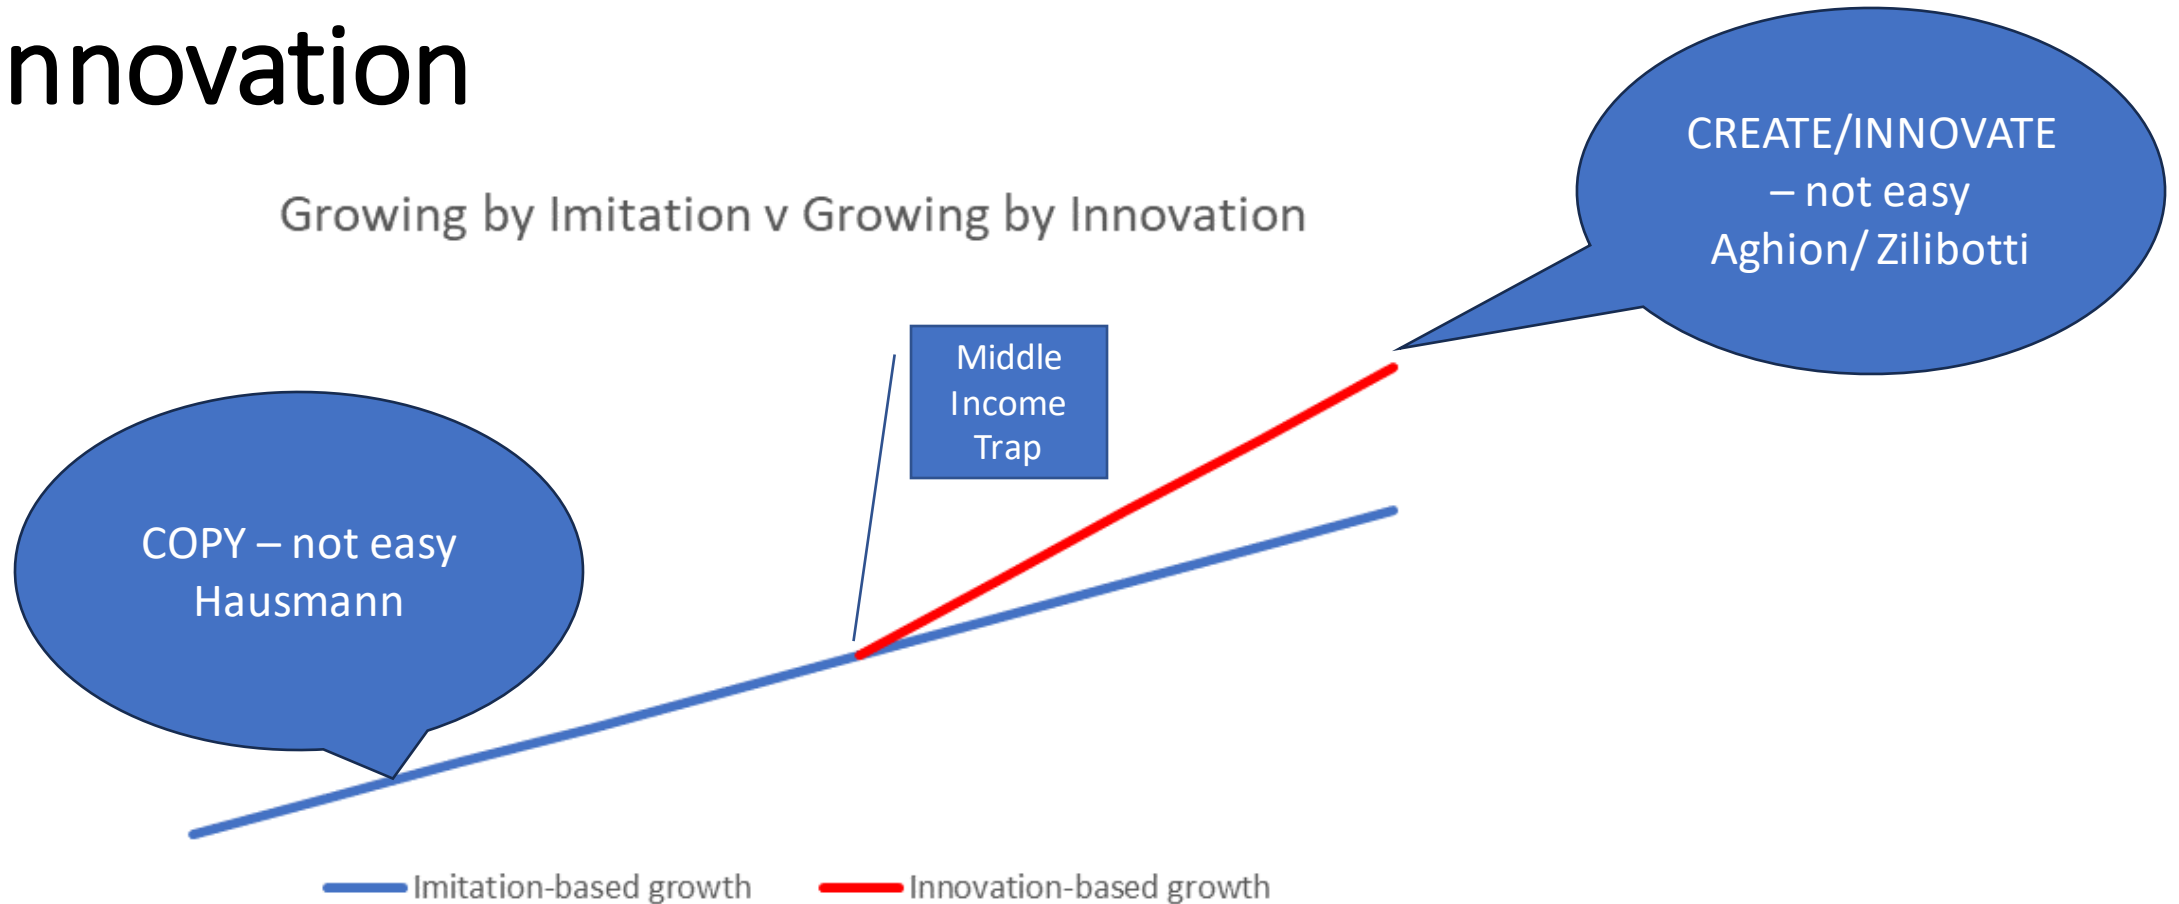 nnovation
Growing by Imitation v Growing by Innovation
CREATE/INNOVATE
– not easy
Aghion/ Zilibotti
Middle
Income
Trap
COPY – not easy
Hausmann
Imitation-based growth
Innovation-based growth